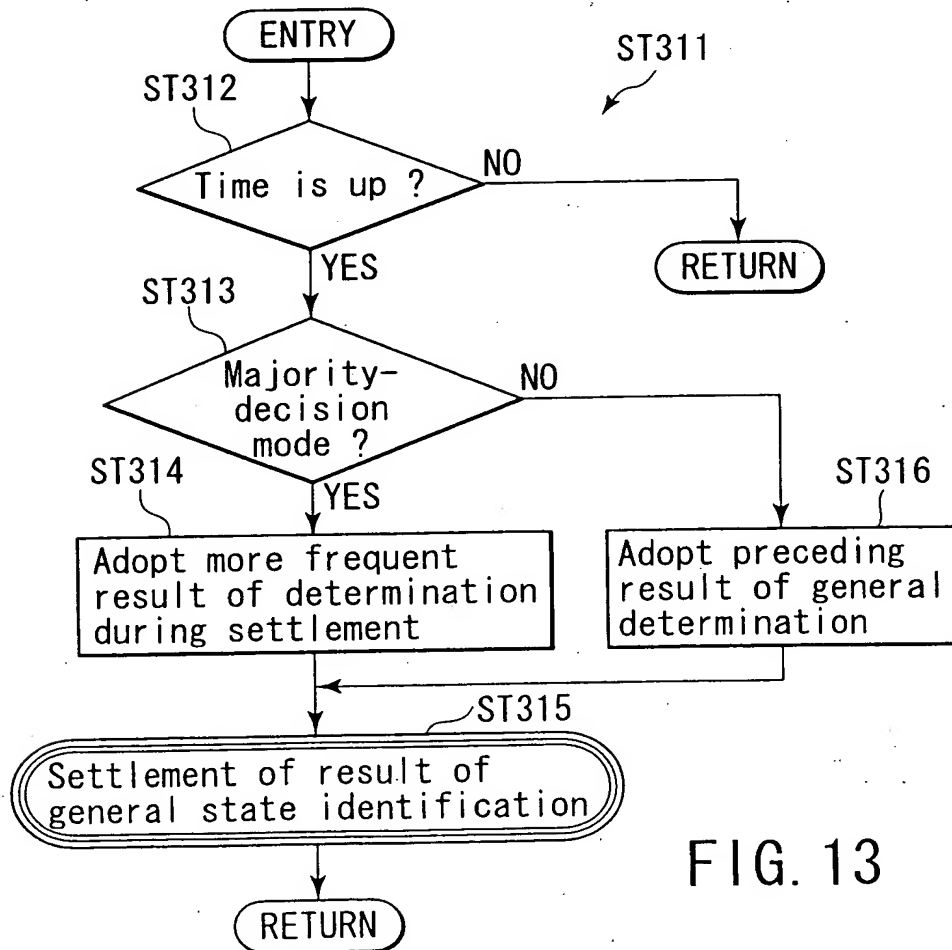 ENTRY
ST311
ST312
Time is up ?
NO
RETURN
YES
ST313
Majority-
decision
mode ?
NO
ST314
YES
ST316
Adopt more frequent
result of determination
during settlement
Adopt preceding
result of general
determination
ST315
Settlement of result of
general state identification
RETURN
FIG. 13